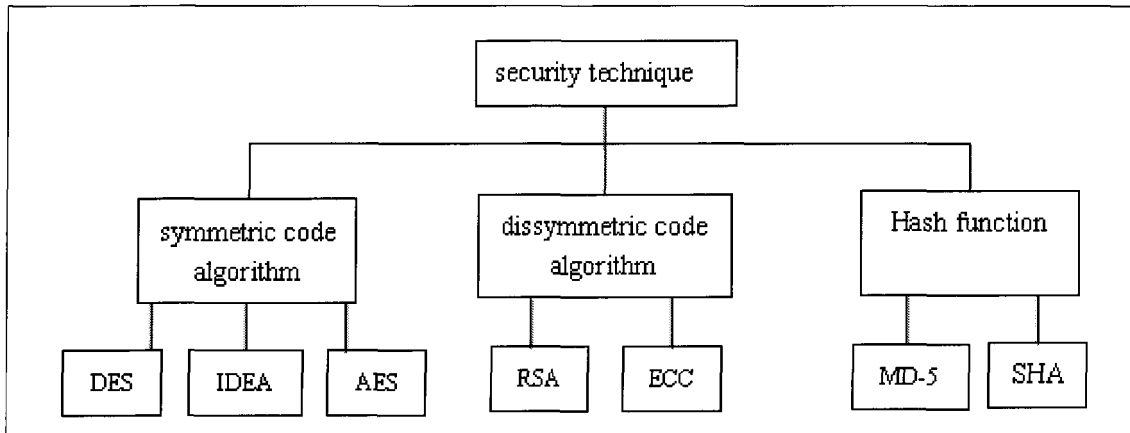 security technique
symmetric code
algorithm
dissymmetric code
algorithm
Hash function
DES
IDEA
AES
RSA
ECC
MD-5
SHA